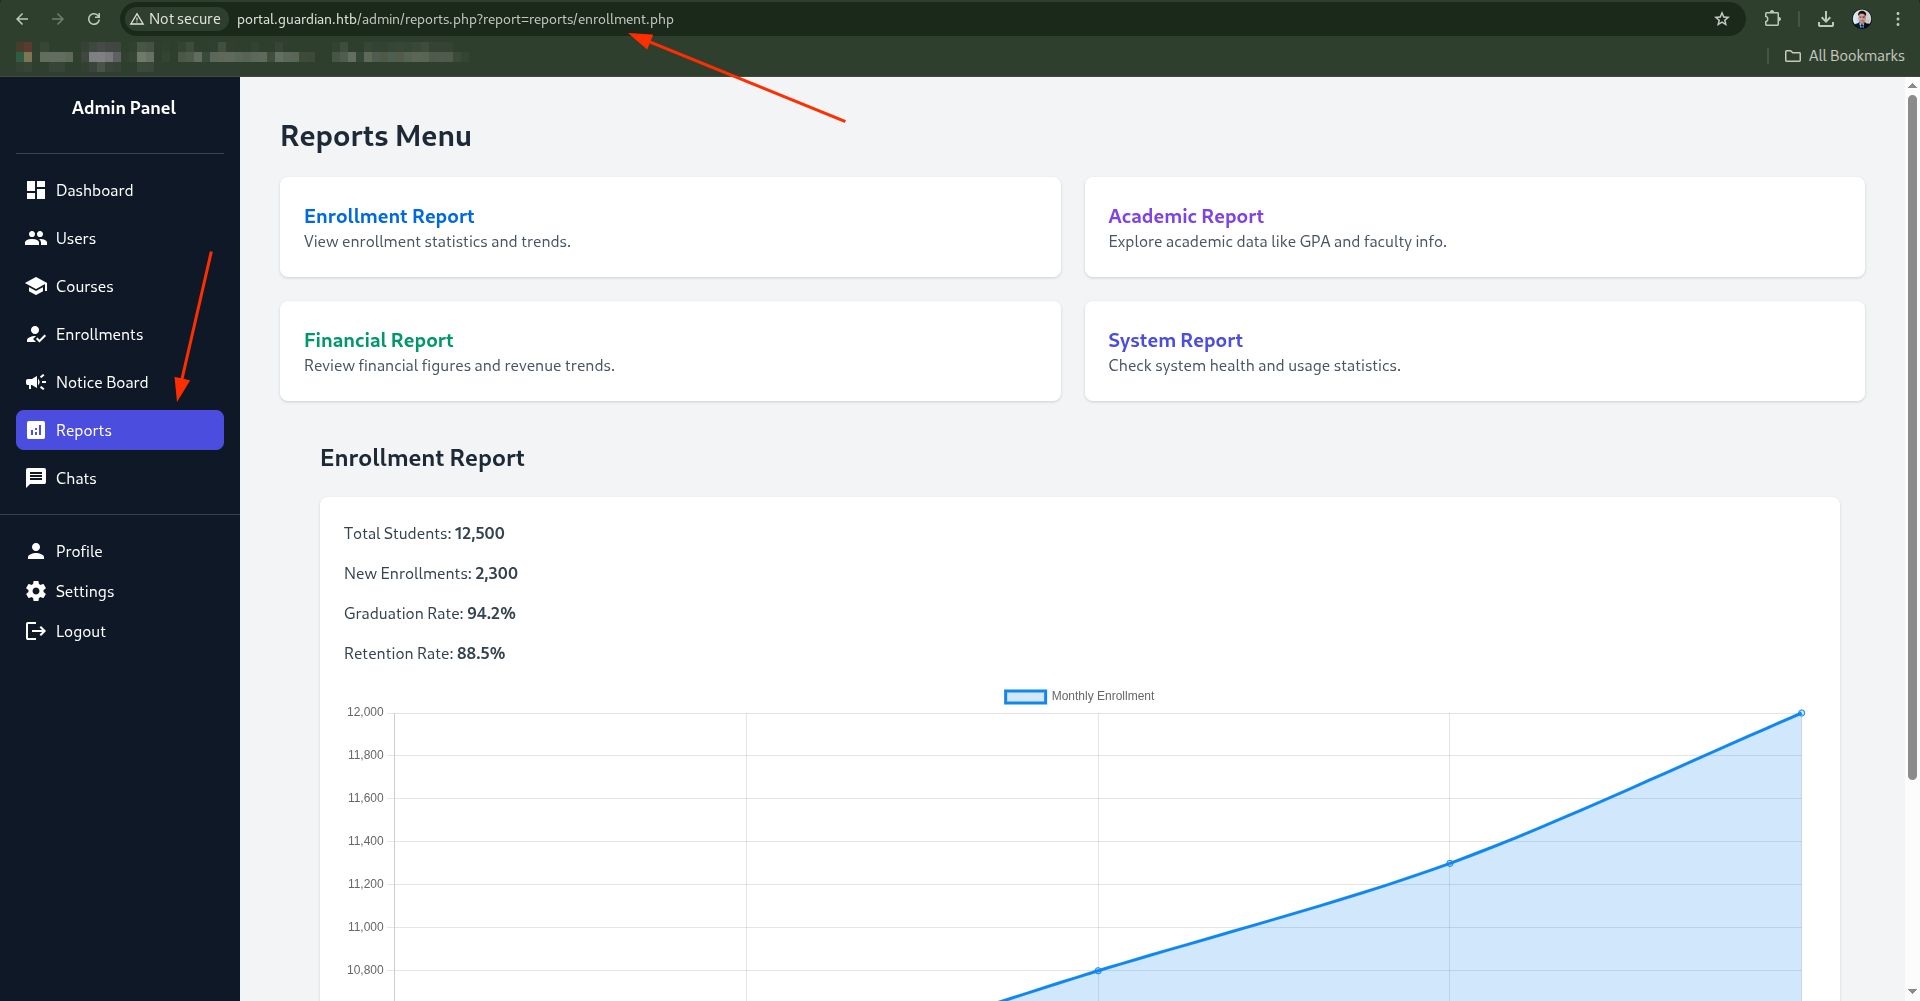 Not secure portal.guardian.htb/admin/reports.php?report=reports/enrollment.php
All Bookmarks
Admin Panel
Dashboard
Users
Courses
Enrollments
Notice Board
Reports
Chats
Profile
Settings
Logout
Reports Menu
Enrollment Report
View enrollment statistics and trends.
Academic Report
Explore academic data like GPA and faculty info.
Financial Report
Review financial figures and revenue trends.
System Report
Check system health and usage statistics.
Enrollment Report
Total Students: 12,500
New Enrollments: 2,300
Graduation Rate: 94.2%
Retention Rate: 88.5%
Monthly Enrollment
12,000
11,800
11,600
11,400
11,200
11,000
10,800